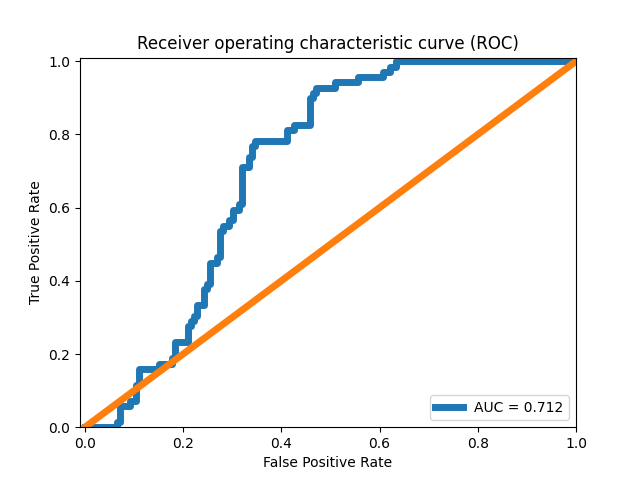 Receiver operating characteristic curve (ROC)
True Positive Rate
1.0
0.8
0.6
0.4
0.2
0.0
AUC = 0.712
0.0 0.2 0.4 0.6 0.8 1.0
False Positive Rate